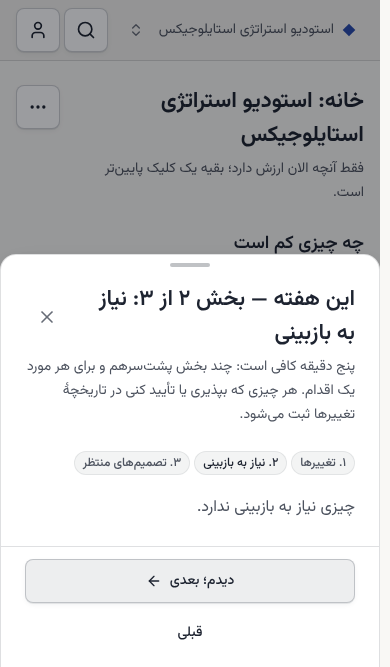 استودیو استراتژی استایلوجیکس
خانه: استودیو استراتژی
استایلوجیکس
فقط آنچه الان ارزش دارد؛ بقیه یک کلیک پایین‌تر
است.
چه چیزی کم است
این هفته — بخش ۲ از ۳: نیاز
به بازبینی
پنج دقیقه کافی است: چند بخش پشت‌سرهم و برای هر مورد
یک اقدام. هر چیزی که بپذیری یا تأیید کنی در تاریخچهٔ
تغییرها ثبت می‌شود.
۱. تغییرها
۲. نیاز به بازبینی
۳. تصمیم‌های منتظر
چیزی نیاز به بازبینی ندارد.
دیدم؛ بعدی ←
قبلی